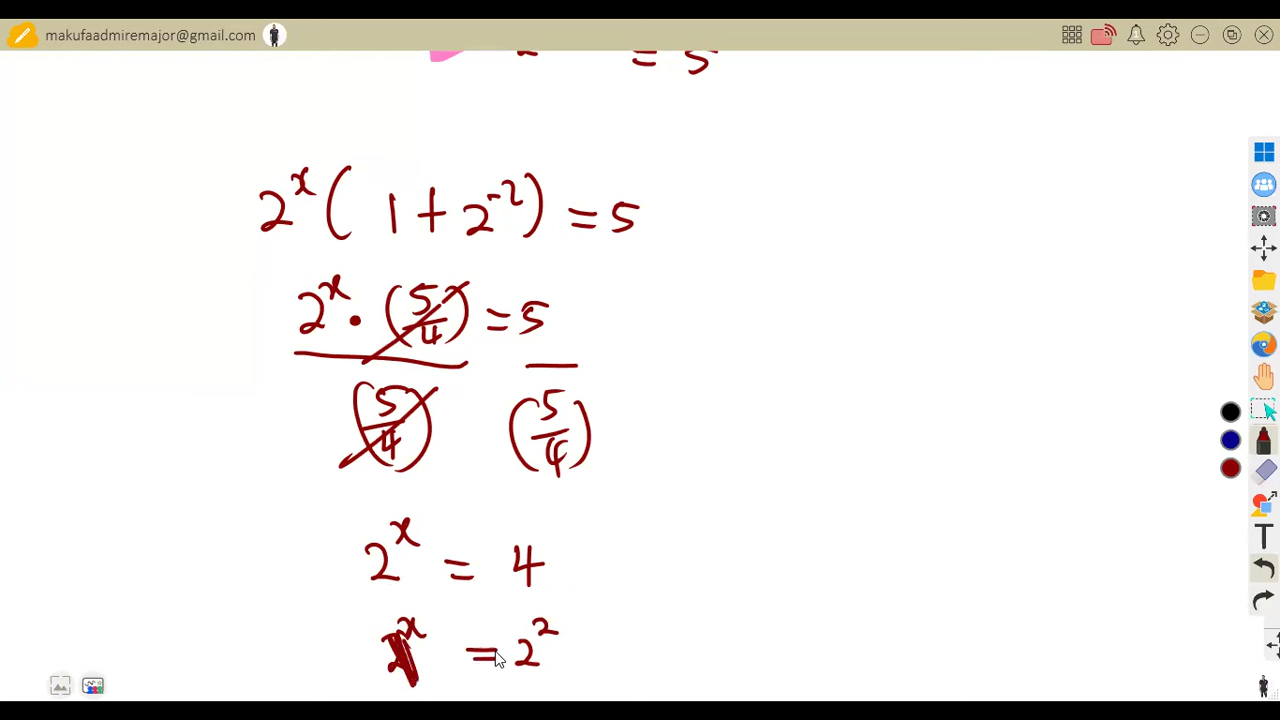 makufaadmiremajor@gmail.com
= 5
2^x ( 1 + 2^-2 ) = 5
2^x · (5/4) = 5
(5/4) (5/4)
2^x = 4
2^x = 2^2
T